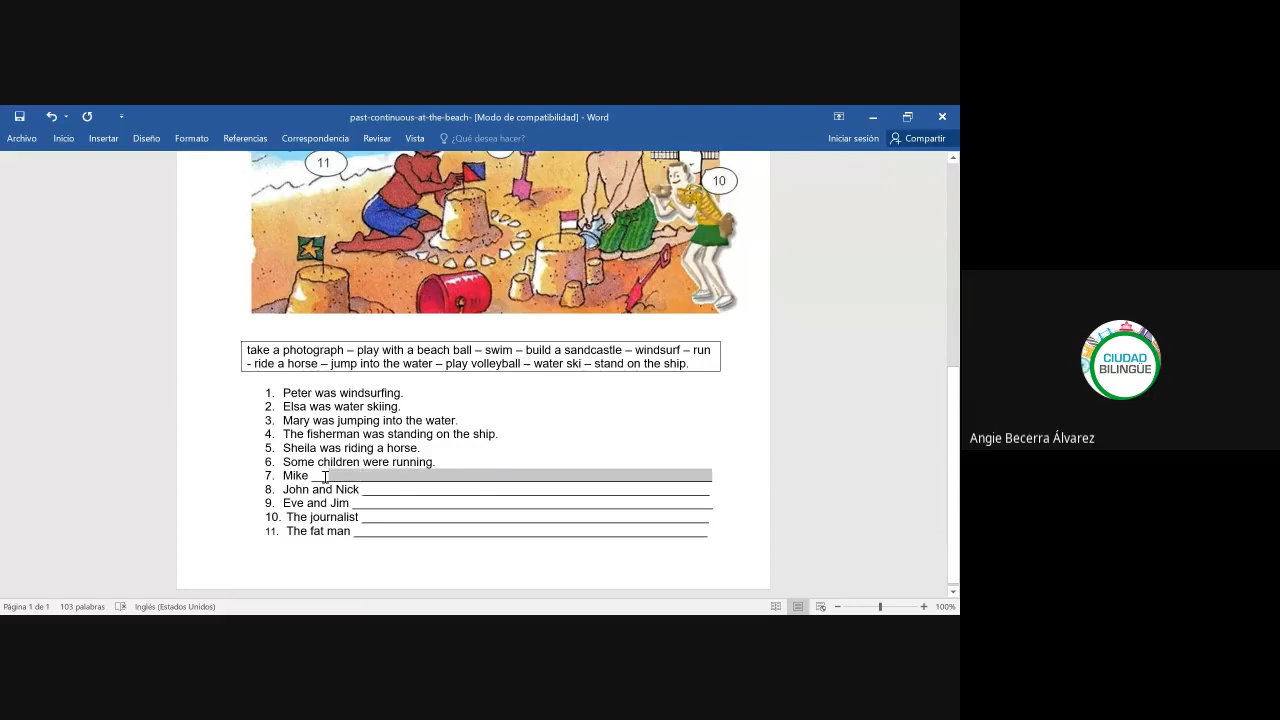 past-continuous-at-the-beach- [Modo de compatibilidad] - Word
Archivo Inicio Insertar Diseño Formato Referencias Correspondencia Revisar Vista ¿Qué desea hacer? Iniciar sesión Compartir
11
10
take a photograph – play with a beach ball – swim – build a sandcastle – windsurf – run
- ride a horse – jump into the water – play volleyball – water ski – stand on the ship.
1. Peter was windsurfing.
2. Elsa was water skiing.
3. Mary was jumping into the water.
4. The fisherman was standing on the ship.
5. Sheila was riding a horse.
6. Some children were running.
7. Mike
8. John and Nick
9. Eve and Jim
10. The journalist
11. The fat man
CIUDAD
BILINGÜE
Angie Becerra Álvarez
Página 1 de 1 103 palabras Inglés (Estados Unidos) 100%